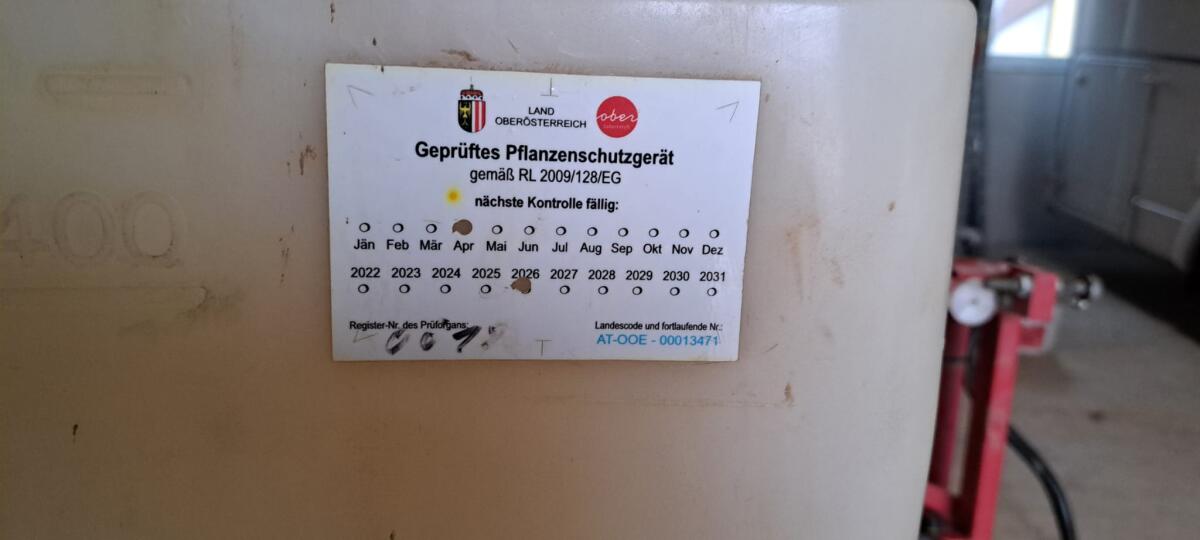 LAND
OBERÖSTERREICH
ober
österreich
Geprüftes Pflanzenschutzgerät
gemäß RL 2009/128/EG
nächste Kontrolle fällig:
Jän Feb Mär Apr Mai Jun Jul Aug Sep Okt Nov Dez
2022 2023 2024 2025 2026 2027 2028 2029 2030 2031
Register-Nr. des Prüforgans:
Landescode und fortlaufende Nr.:
AT-OOE - 00013471
400